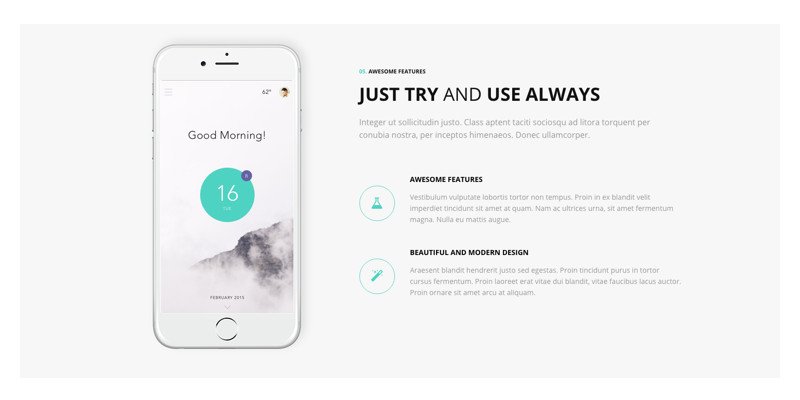 62°
Good Morning!
16
FEBRUARY 2015
05. AWESOME FEATURES
JUST TRY AND USE ALWAYS
Integer ut sollicitudin justo. Class aptent taciti sociosqu ad litora torquent per
conubia nostra, per inceptos himenaeos. Donec ullamcorper.
AWESOME FEATURES
Vestibulum vulputate lobortis tortor non tempus. Proin in ex blandit velit
imperdiet tincidunt sit amet at quam. Nam ac ultrices urna, sit amet fermentum
magna. Nulla eu mattis augue.
BEAUTIFUL AND MODERN DESIGN
Araesent blandit hendrerit justo sed egestas. Proin tincidunt purus in tortor
cursus fermentum. Proin laoreet erat vitae dui blandit, vitae faucibus lacus auctor.
Proin ornare sit amet arcu at aliquam.